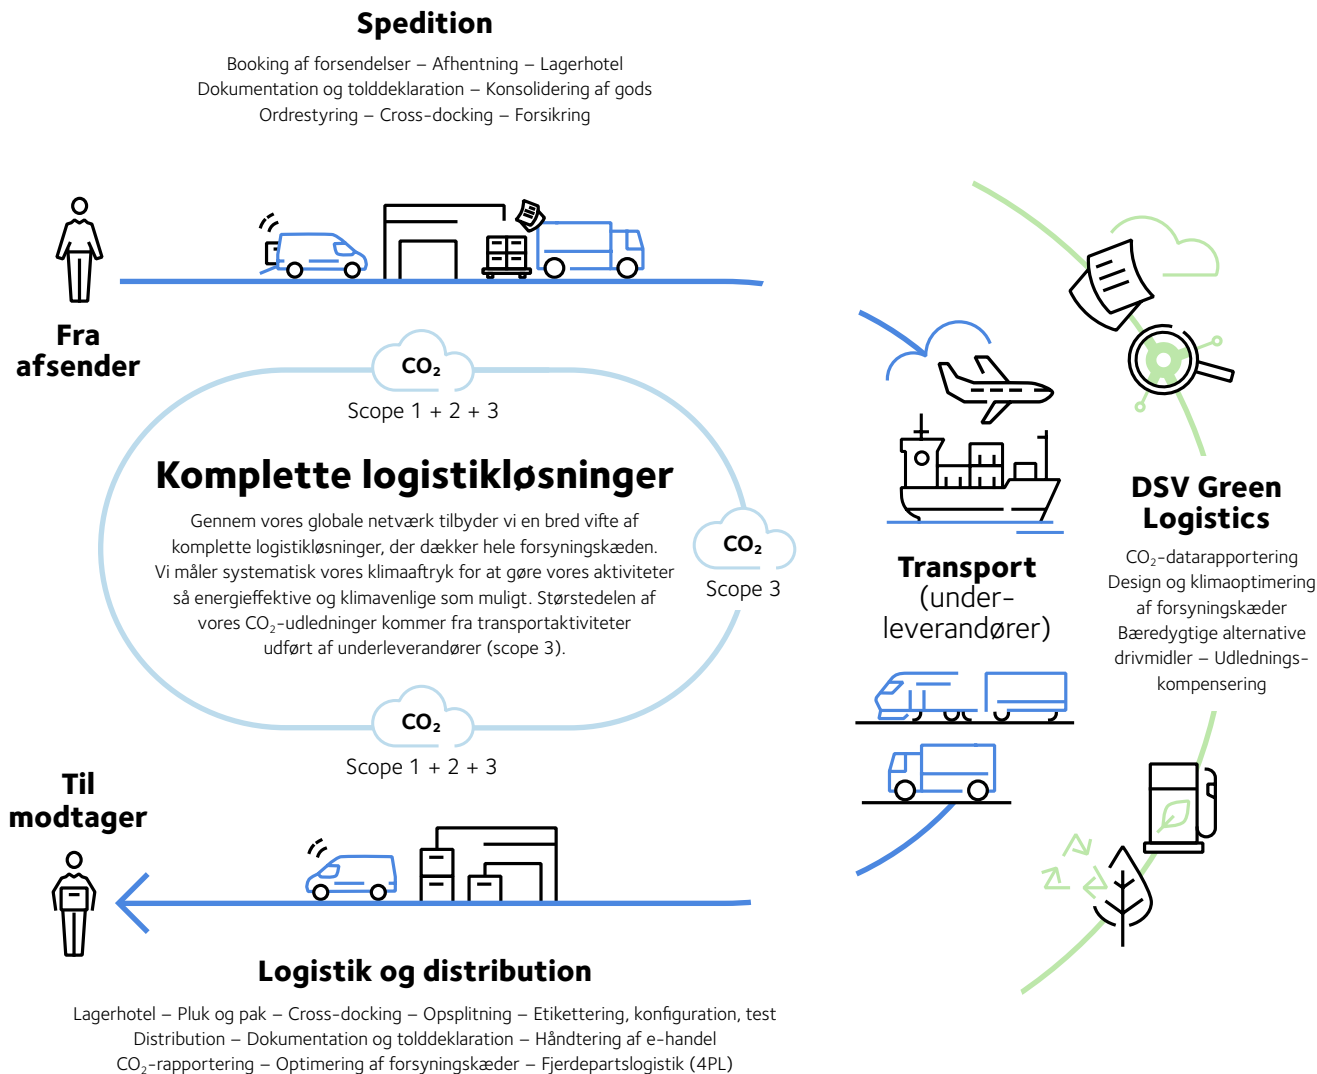 Spedition
Booking af forsendelser – Afhentning – Lagerhotel
Dokumentation og tolddeklaration – Konsolidering af gods
Ordrestyring – Cross-docking – Forsikring
Fra
afsender
CO₂
Scope 1 + 2 + 3
Komplette logistikløsninger
Gennem vores globale netværk tilbyder vi en bred vifte af
komplette logistikløsninger, der dækker hele forsyningskæden.
Vi måler systematisk vores klimaaftryk for at gøre vores aktiviteter
så energieffektive og klimavenlige som muligt. Størstedelen af
vores CO₂-udledninger kommer fra transportaktiviteter
udført af underleverandører (scope 3).
CO₂
Scope 3
Transport
(under-
leverandører)
DSV Green
Logistics
CO₂-datarapportering
Design og klimaoptimering
af forsyningskæder
Bæredygtige alternative
drivmidler – Udlednings-
kompensering
CO₂
Scope 1 + 2 + 3
Til
modtager
Logistik og distribution
Lagerhotel – Pluk og pak – Cross-docking – Opsplitning – Etikettering, konfiguration, test
Distribution – Dokumentation og tolddeklaration – Håndtering af e-handel
CO₂-rapportering – Optimering af forsyningskæder – Fjerdepartslogistik (4PL)